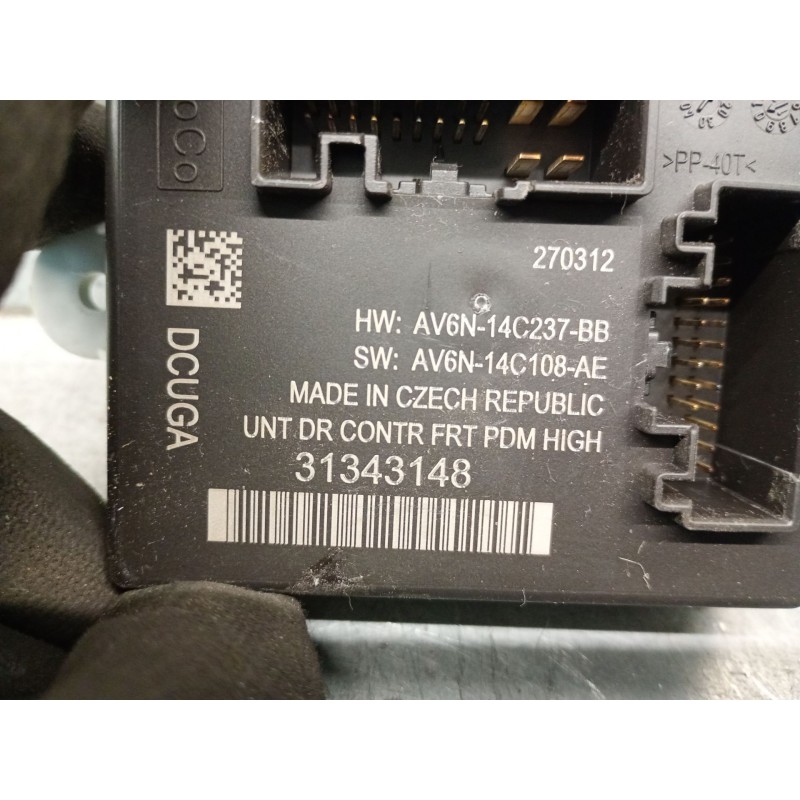 oCo
>PP-40T<
270312
HW: AV6N-14C237-BB
SW: AV6N-14C108-AE
MADE IN CZECH REPUBLIC
UNT DR CONTR FRT PDM HIGH
31343148
DCUGA